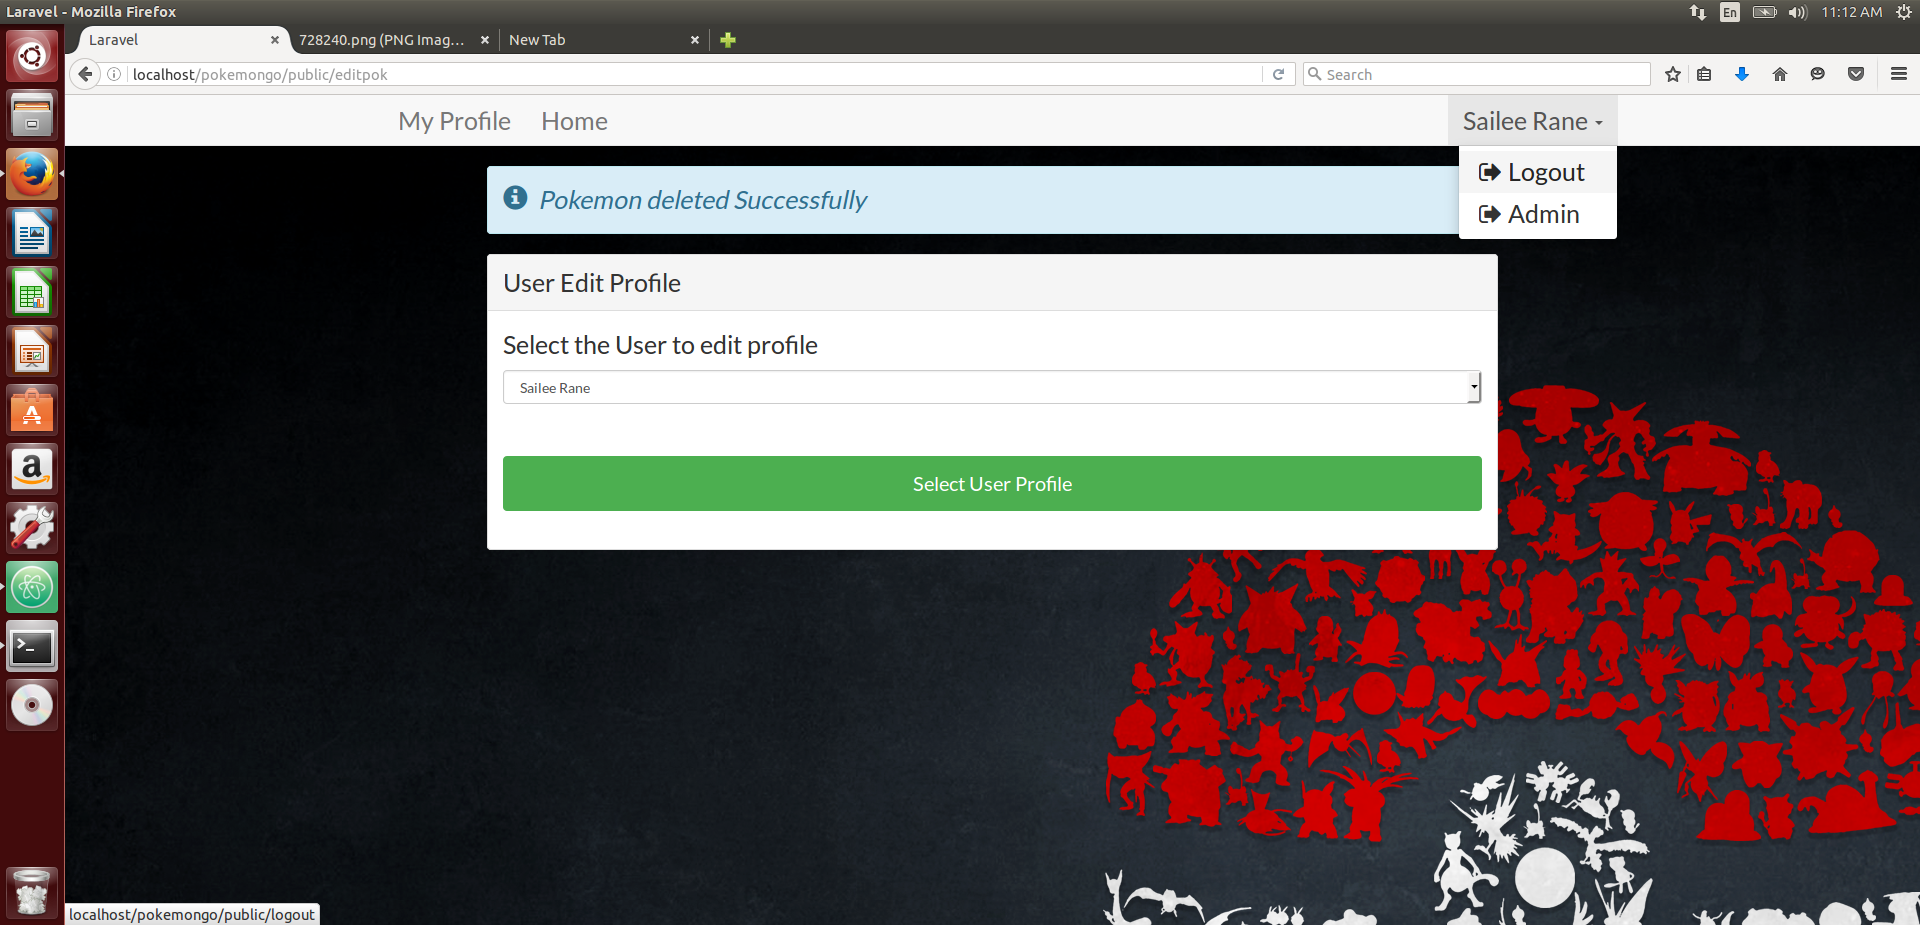 Laravel - Mozilla Firefox
En
11:12 AM
Laravel
728240.png (PNG Imag...
New Tab
localhost/pokemongo/public/editpok
Search
My Profile
Home
Sailee Rane
Logout
Admin
Pokemon deleted Successfully
User Edit Profile
Select the User to edit profile
Sailee Rane
Select User Profile
localhost/pokemongo/public/logout